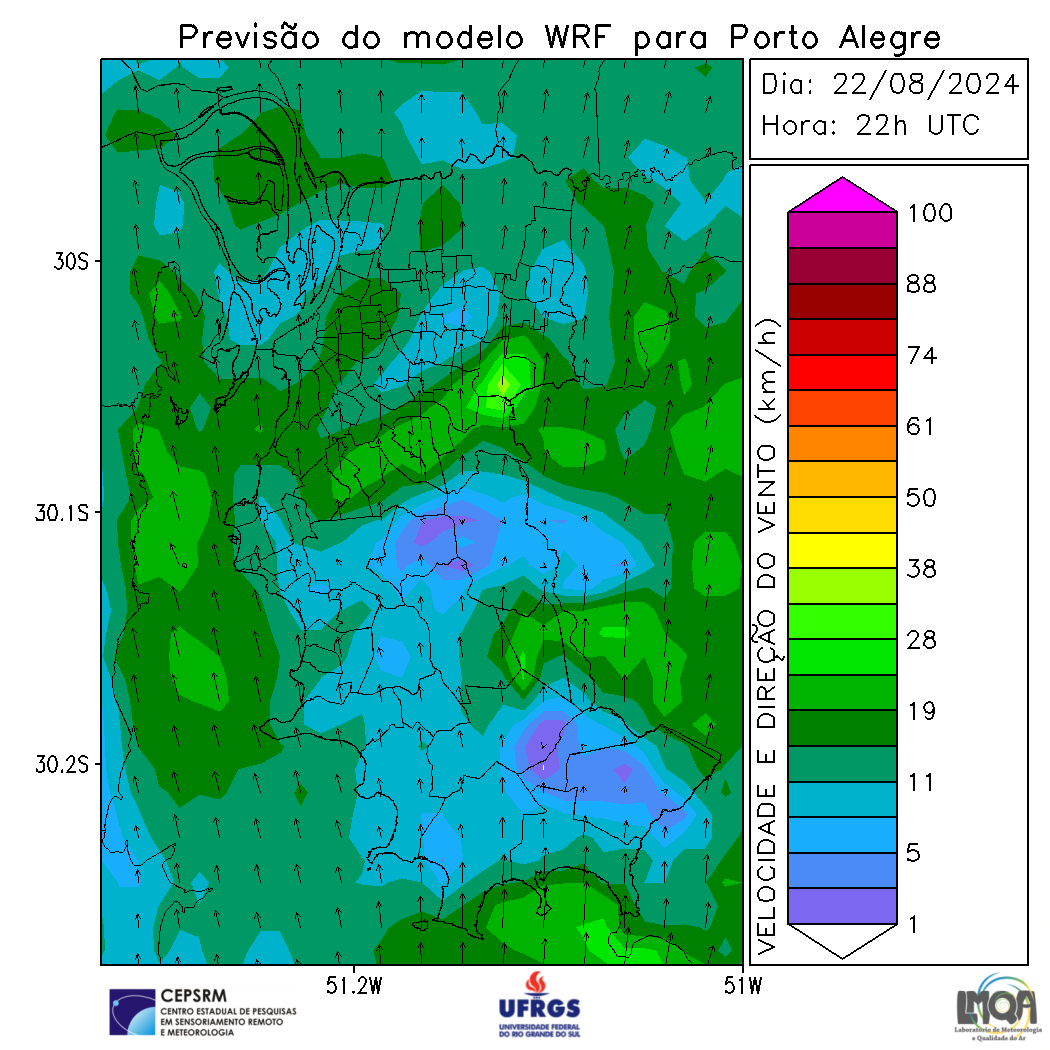 Previsão do modelo WRF para Porto Alegre
Dia: 22/08/2024
Hora: 22h UTC
30S
30.1S
30.2S
51.2W
51W
VELOCIDADE E DIREÇÃO DO VENTO (km/h)
100
88
74
61
50
38
28
19
11
5
1
CEPSRM
CENTRO ESTADUAL DE PESQUISAS
EM SENSORIAMENTO REMOTO
E METEOROLOGIA
UFRGS
UNIVERSIDADE FEDERAL
DO RIO GRANDE DO SUL
LMQA
Laboratório de Meteorologia
e Qualidade do Ar